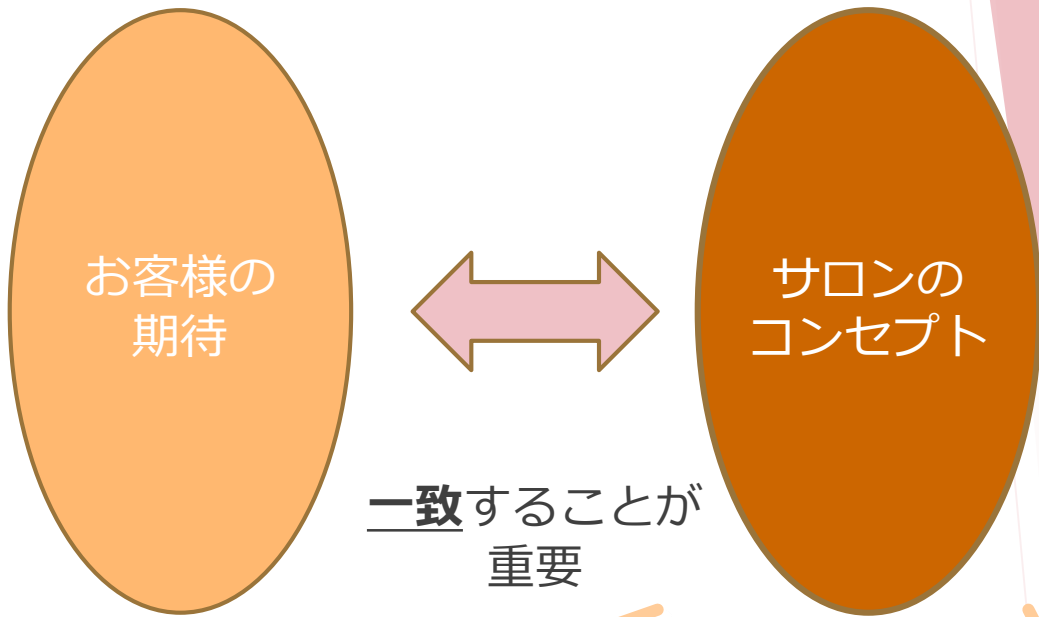 お客様の
期待
サロンの
コンセプト
一致することが
重要